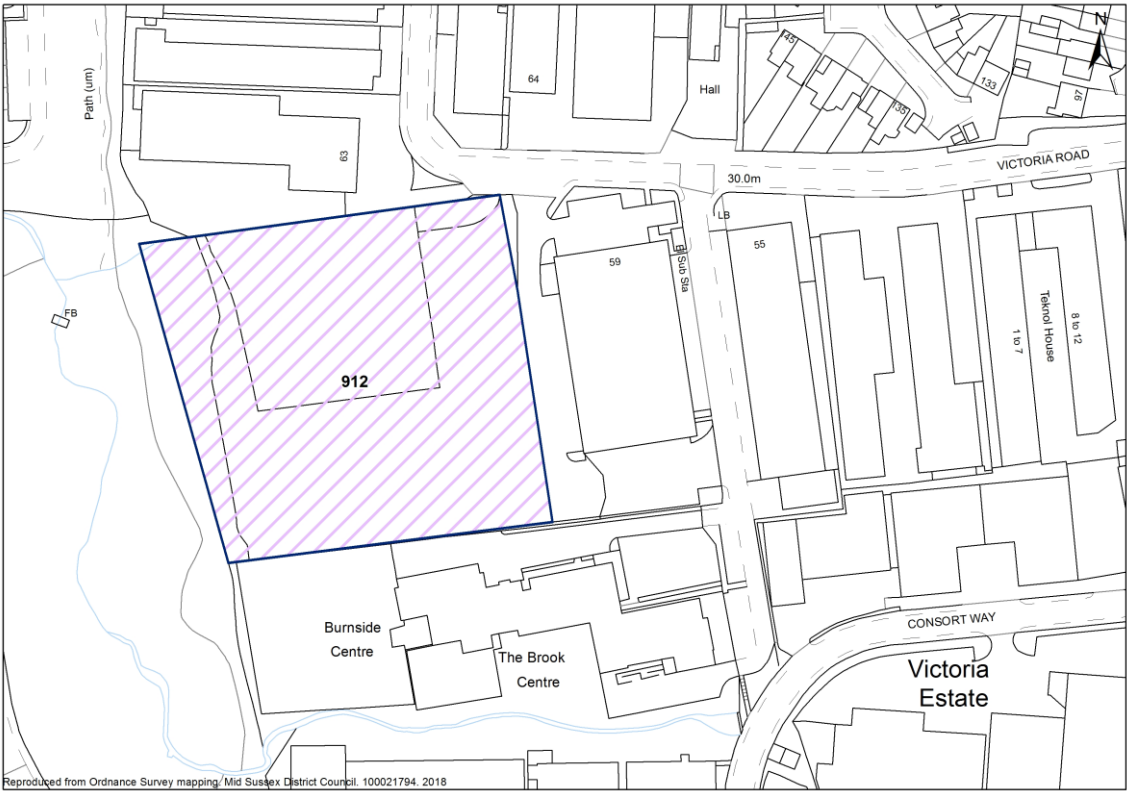 N
145
64
133
Path (um)
Hall
97
135
63
VICTORIA ROAD
30.0m
LB
55
59
El Sub Sta
Teknol House
8 to 12
1 to 7
FB
912
CONSORT WAY
Burnside
Centre
The Brook
Centre
Victoria
Estate
Reproduced from Ordnance Survey mapping. Mid Sussex District Council. 100021794. 2018